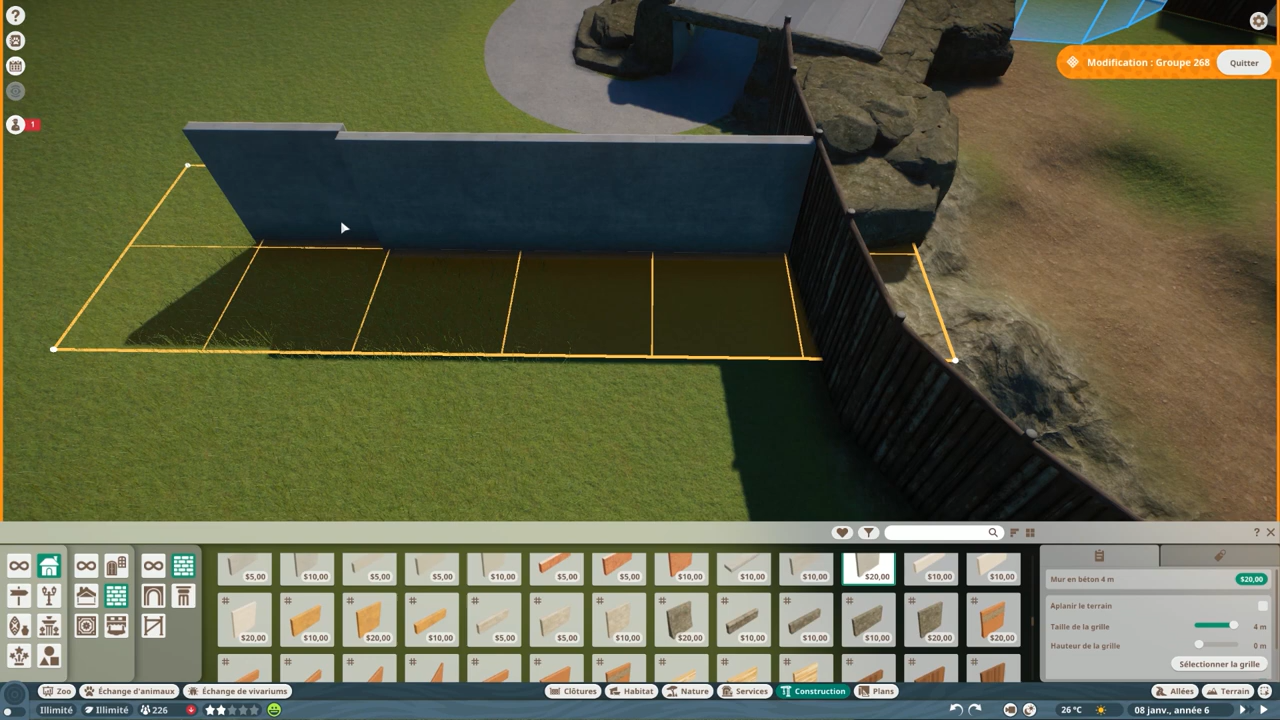 ?
Modification : Groupe 268
Quitter
1
?
$5,00
$10,00
$5,00
$5,00
$10,00
$5,00
$5,00
$10,00
$10,00
$10,00
$20,00
$10,00
$10,00
$20,00
$10,00
$20,00
$10,00
$5,00
$5,00
$10,00
$20,00
$10,00
$10,00
$10,00
$20,00
$10,00
Mur en béton 4 m
$20,00
Aplanir le terrain
Taille de la grille
4 m
Hauteur de la grille
0 m
Sélectionner la grille
Zoo
Échange d'animaux
Échange de vivariums
Clôtures
Habitat
Nature
Services
Construction
Plans
Allées
Terrain
Illimité
Illimité
226
26 °C
08 janv., année 6